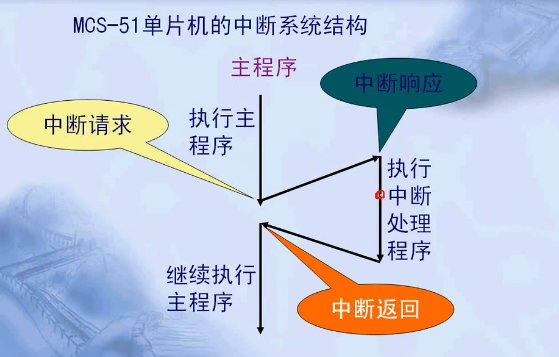 MCS-51单片机的中断系统结构
主程序
中断响应
中断请求
执行主
程序
执行
中断
处理
程序
继续执行
主程序
中断返回